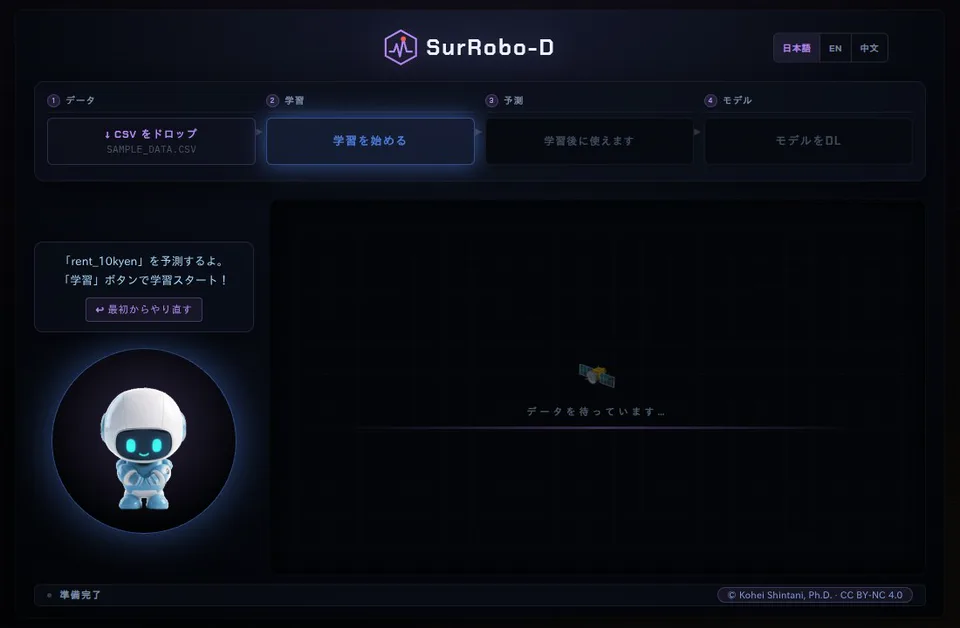 SurRobo-D
日本語 EN 中文
1 データ
2 学習
3 予測
4 モデル
↓ CSV をドロップ
SAMPLE_DATA.CSV
学習を始める
学習後に使えます
モデルをDL
「rent_10kyen」を予測するよ。
「学習」ボタンで学習スタート！
↩ 最初からやり直す
データを待っています…
準備完了
© Kohei Shintani, Ph.D. · CC BY-NC 4.0